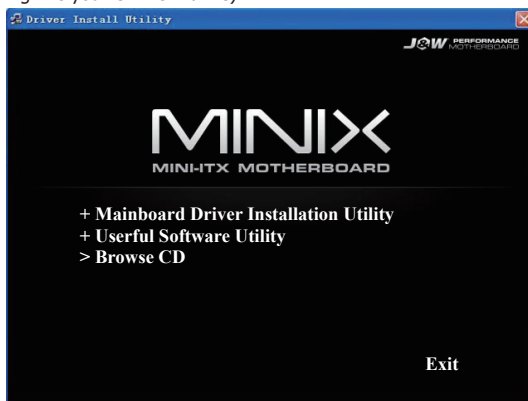 Driver Install Utility
J&W PERFORMANCE
MOTHERBOARD
MINIX
MINI-ITX MOTHERBOARD
+ Mainboard Driver Installation Utility
+ Userful Software Utility
> Browse CD
Exit